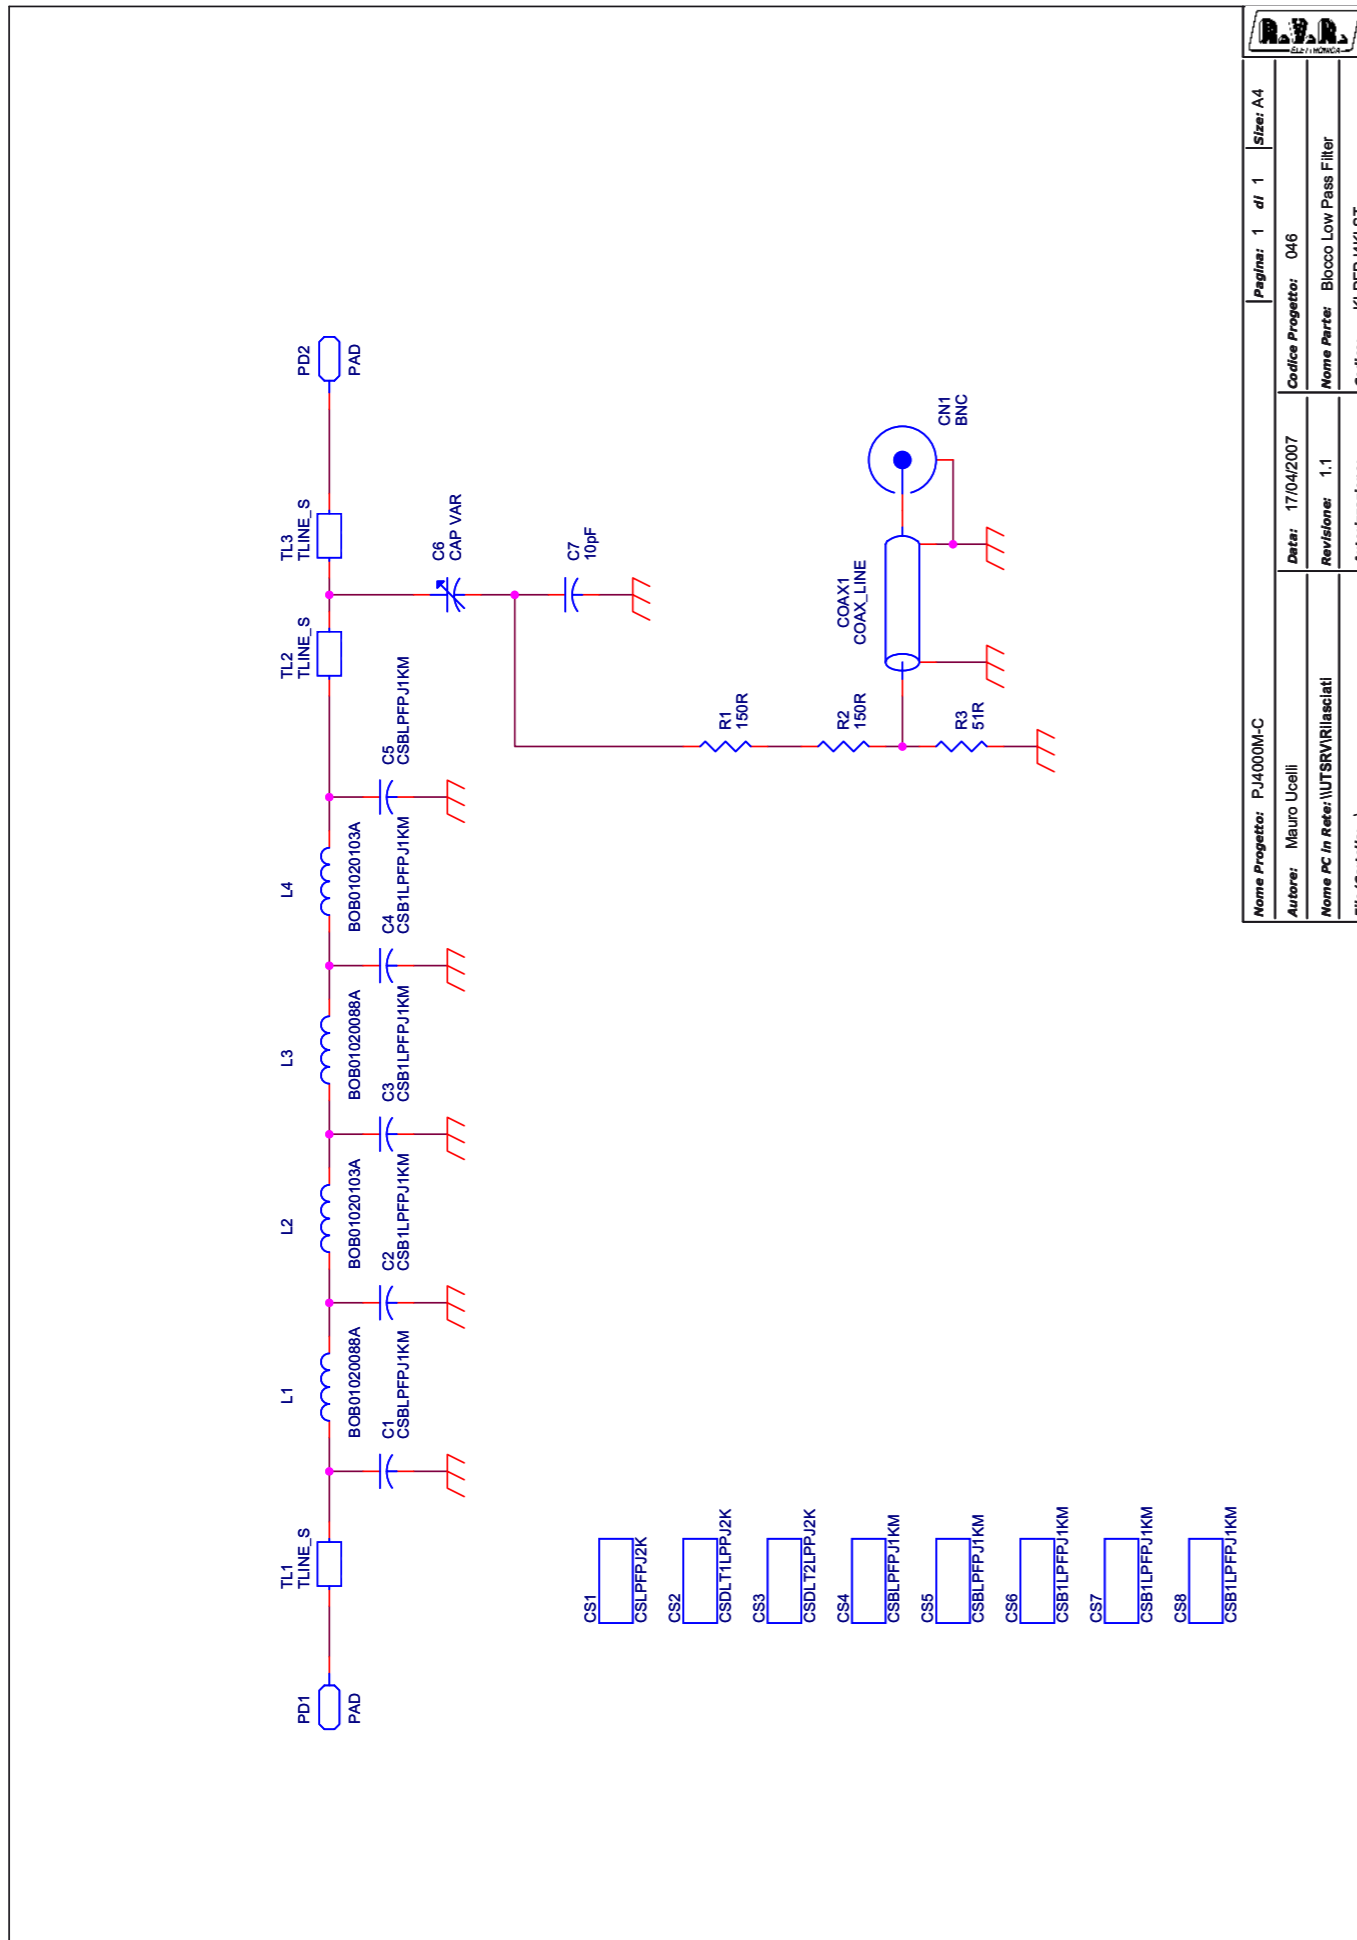 PD1
PAD
TL1
TLINE_S
C1
CSBLPFPJ1KM
L1
BOB01020088A
C2
CSB1LPFPJ1KM
L2
BOB01020103A
C3
CSB1LPFPJ1KM
L3
BOB01020088A
C4
CSB1LPFPJ1KM
L4
BOB01020103A
C5
CSBLPFPJ1KM
TL2
TLINE_S
TL3
TLINE_S
PD2
PAD
C6
CAP VAR
C7
10pF
R1
150R
R2
150R
R3
51R
COAX1
COAX_LINE
CN1
BNC
CS1
CSLPFPJ2K
CS2
CSDLT1LPPJ2K
CS3
CSDLT2LPPJ2K
CS4
CSBLPFPJ1KM
CS5
CSBLPFPJ1KM
CS6
CSB1LPFPJ1KM
CS7
CSB1LPFPJ1KM
CS8
CSB1LPFPJ1KM
Nome Progetto: PJ4000M-C Pagina: 1 di 1 Size: A4
Autore: Mauro Ucelli Data: 17/04/2007 Codice Progetto: 046
Nome PC in Rete: \\UTSRV\Rilasciati Revisione: 1.1 Nome Parte: Blocco Low Pass Filter
R.V.R.
ELETTRONICA